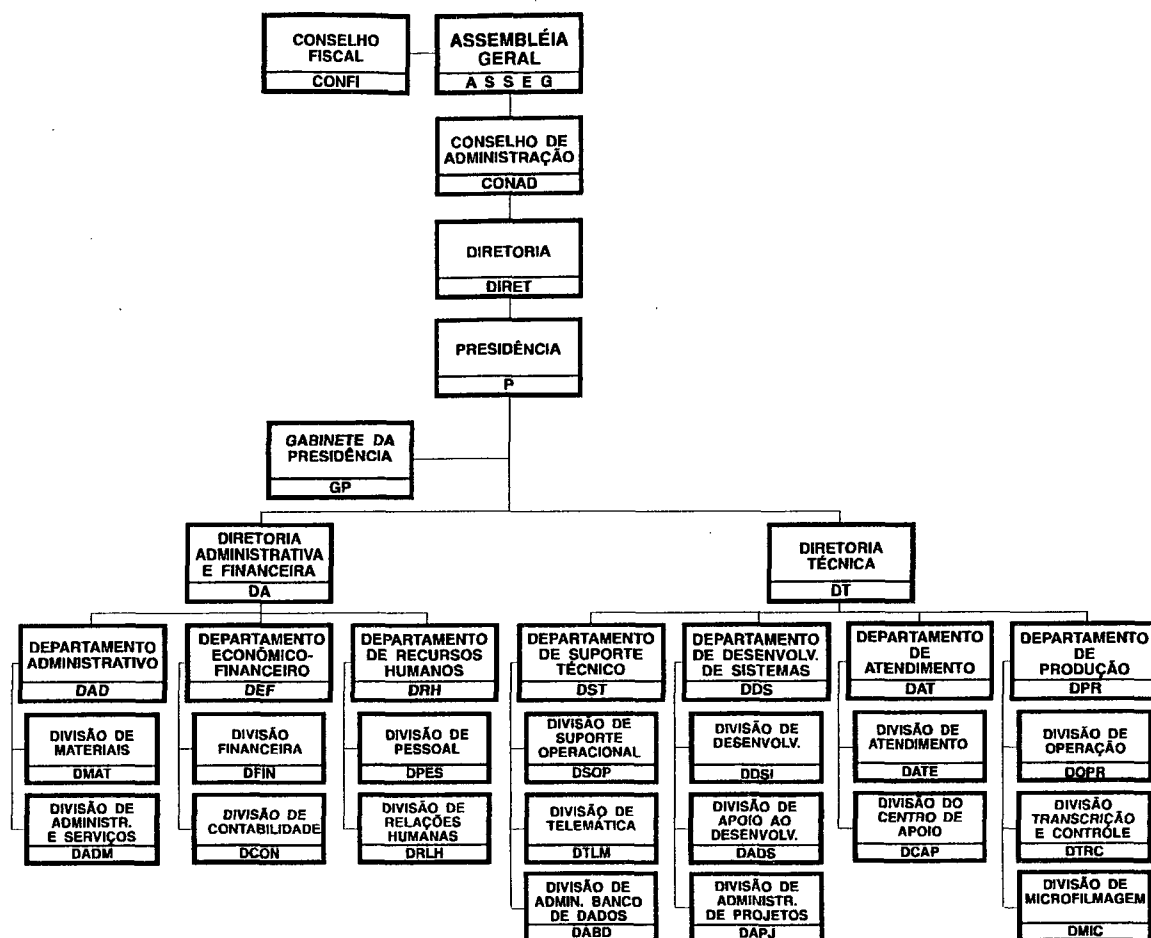 CONSELHO
FISCAL
CONFI
ASSEMBLÉIA
GERAL
A S S E G
CONSELHO DE
ADMINISTRAÇÃO
CONAD
DIRETORIA
DIRET
PRESIDÊNCIA
P
GABINETE DA
PRESIDÊNCIA
GP
DIRETORIA
ADMINISTRATIVA
E FINANCEIRA
DA
DIRETORIA
TÉCNICA
DT
DEPARTAMENTO
ADMINISTRATIVO
DAD
DEPARTAMENTO
ECONÔMICO-
FINANCEIRO
DEF
DEPARTAMENTO
DE RECURSOS
HUMANOS
DRH
DEPARTAMENTO
DE SUPORTE
TÉCNICO
DST
DEPARTAMENTO
DE DESENVOLV.
DE SISTEMAS
DDS
DEPARTAMENTO
DE
ATENDIMENTO
DAT
DEPARTAMENTO
DE
PRODUÇÃO
DPR
DIVISÃO DE
MATERIAIS
DMAT
DIVISÃO
FINANCEIRA
DFIN
DIVISÃO DE
PESSOAL
DPES
DIVISÃO DE
SUPORTE
OPERACIONAL
DSOP
DIVISÃO DE
DESENVOLV.
DDSI
DIVISÃO DE
ATENDIMENTO
DATE
DIVISÃO DE
OPERAÇÃO
DOPR
DIVISÃO DE
ADMINISTR.
E SERVIÇOS
DADM
DIVISÃO DE
CONTABILIDADE
DCON
DIVISÃO DE
RELAÇÕES
HUMANAS
DRLH
DIVISÃO DE
TELEMÁTICA
DTLM
DIVISÃO DE
APOIO AO
DESENVOLV.
DADS
DIVISÃO DO
CENTRO DE
APOIO
DCAP
DIVISÃO
TRANSCRIÇÃO
E CONTRÔLE
DTRC
DIVISÃO DE
ADMIN. BANCO
DE DADOS
DABD
DIVISÃO DE
ADMINISTR.
DE PROJETOS
DAPJ
DIVISÃO DE
MICROFILMAGEM
DMIC